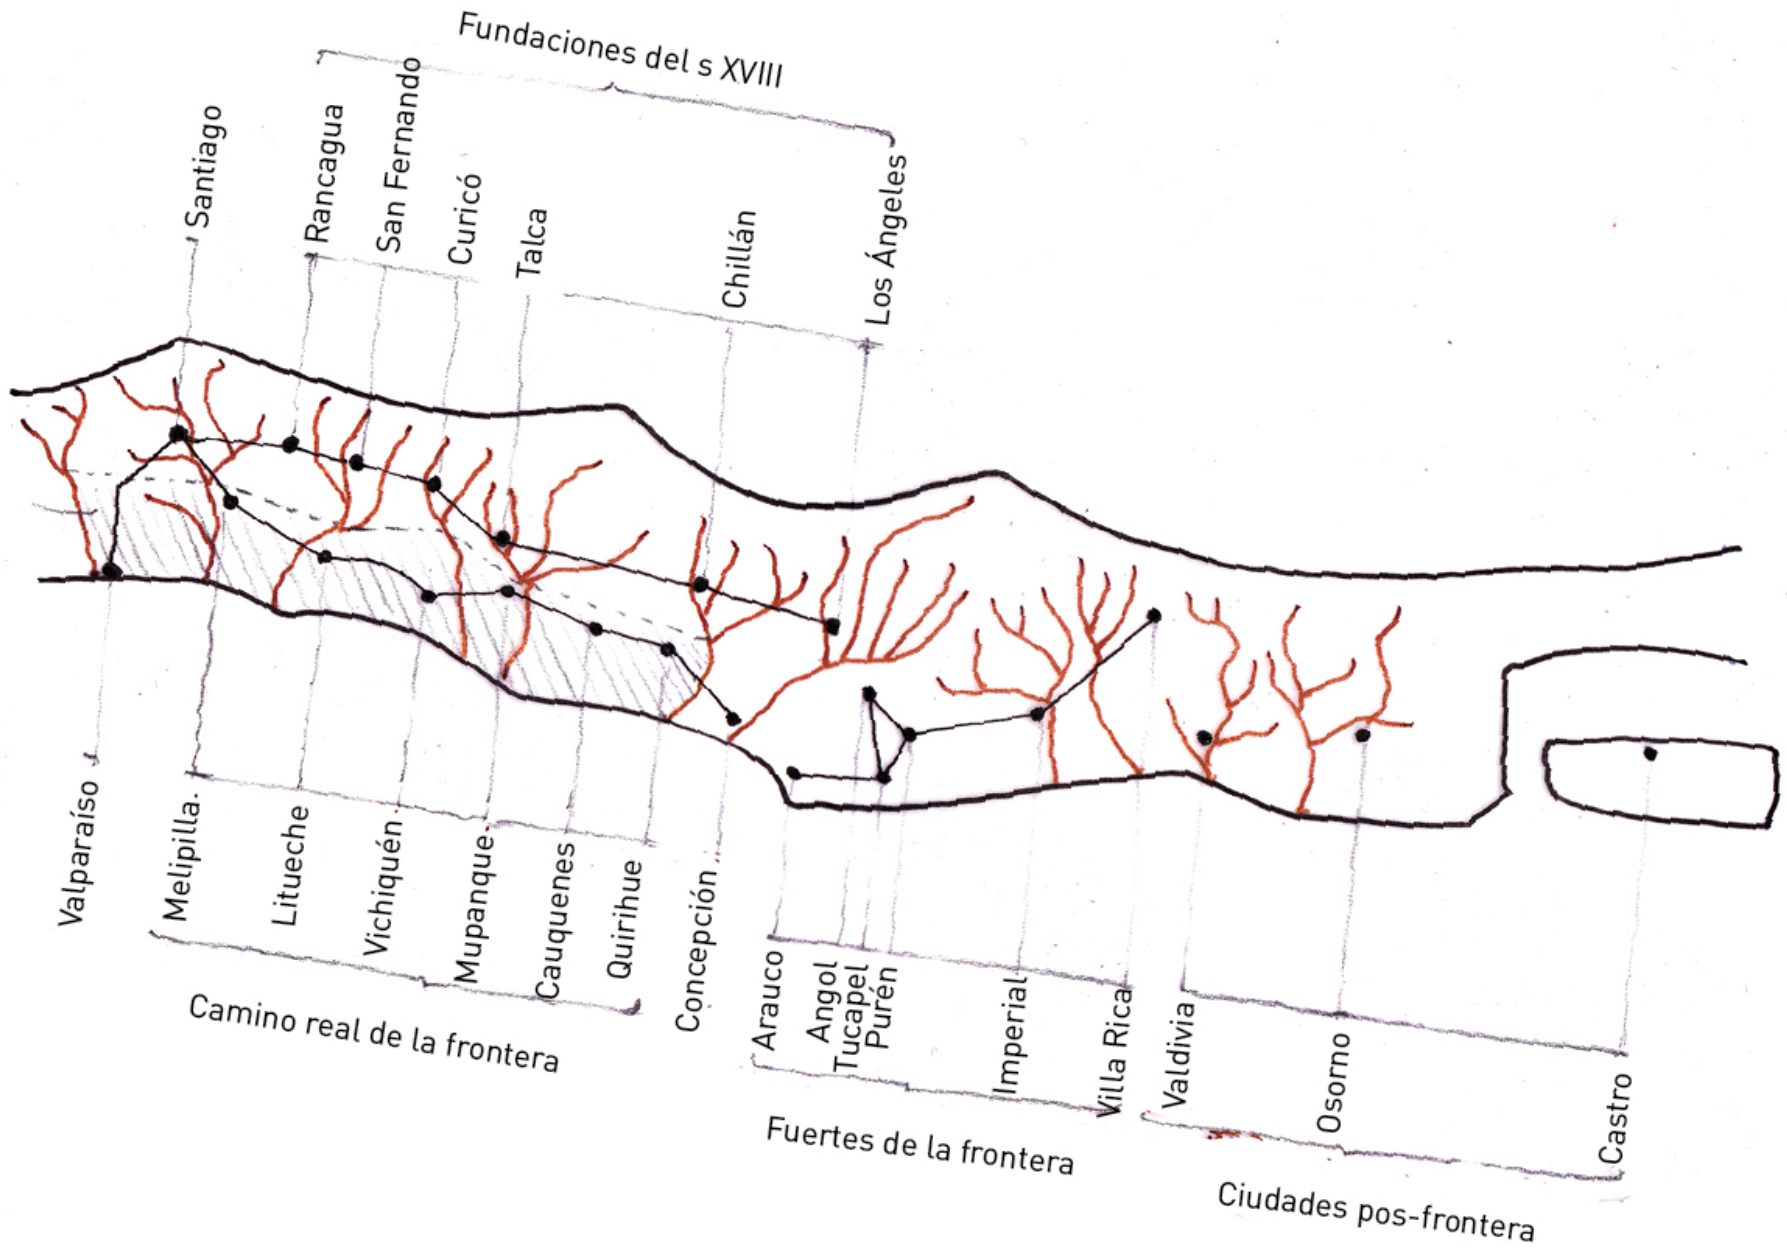 Fundaciones del s XVIII
Santiago
Rancagua
San Fernando
Curicó
Talca
Chillán
Los Ángeles
Valparaíso
Melipilla
Litueche
Vichiquén
Mupanque
Cauquenes
Quirihue
Concepción
Arauco
Angol
Tucapel
Purén
Imperial
Villa Rica
Valdivia
Osorno
Castro
Camino real de la frontera
Fuertes de la frontera
Ciudades pos-frontera